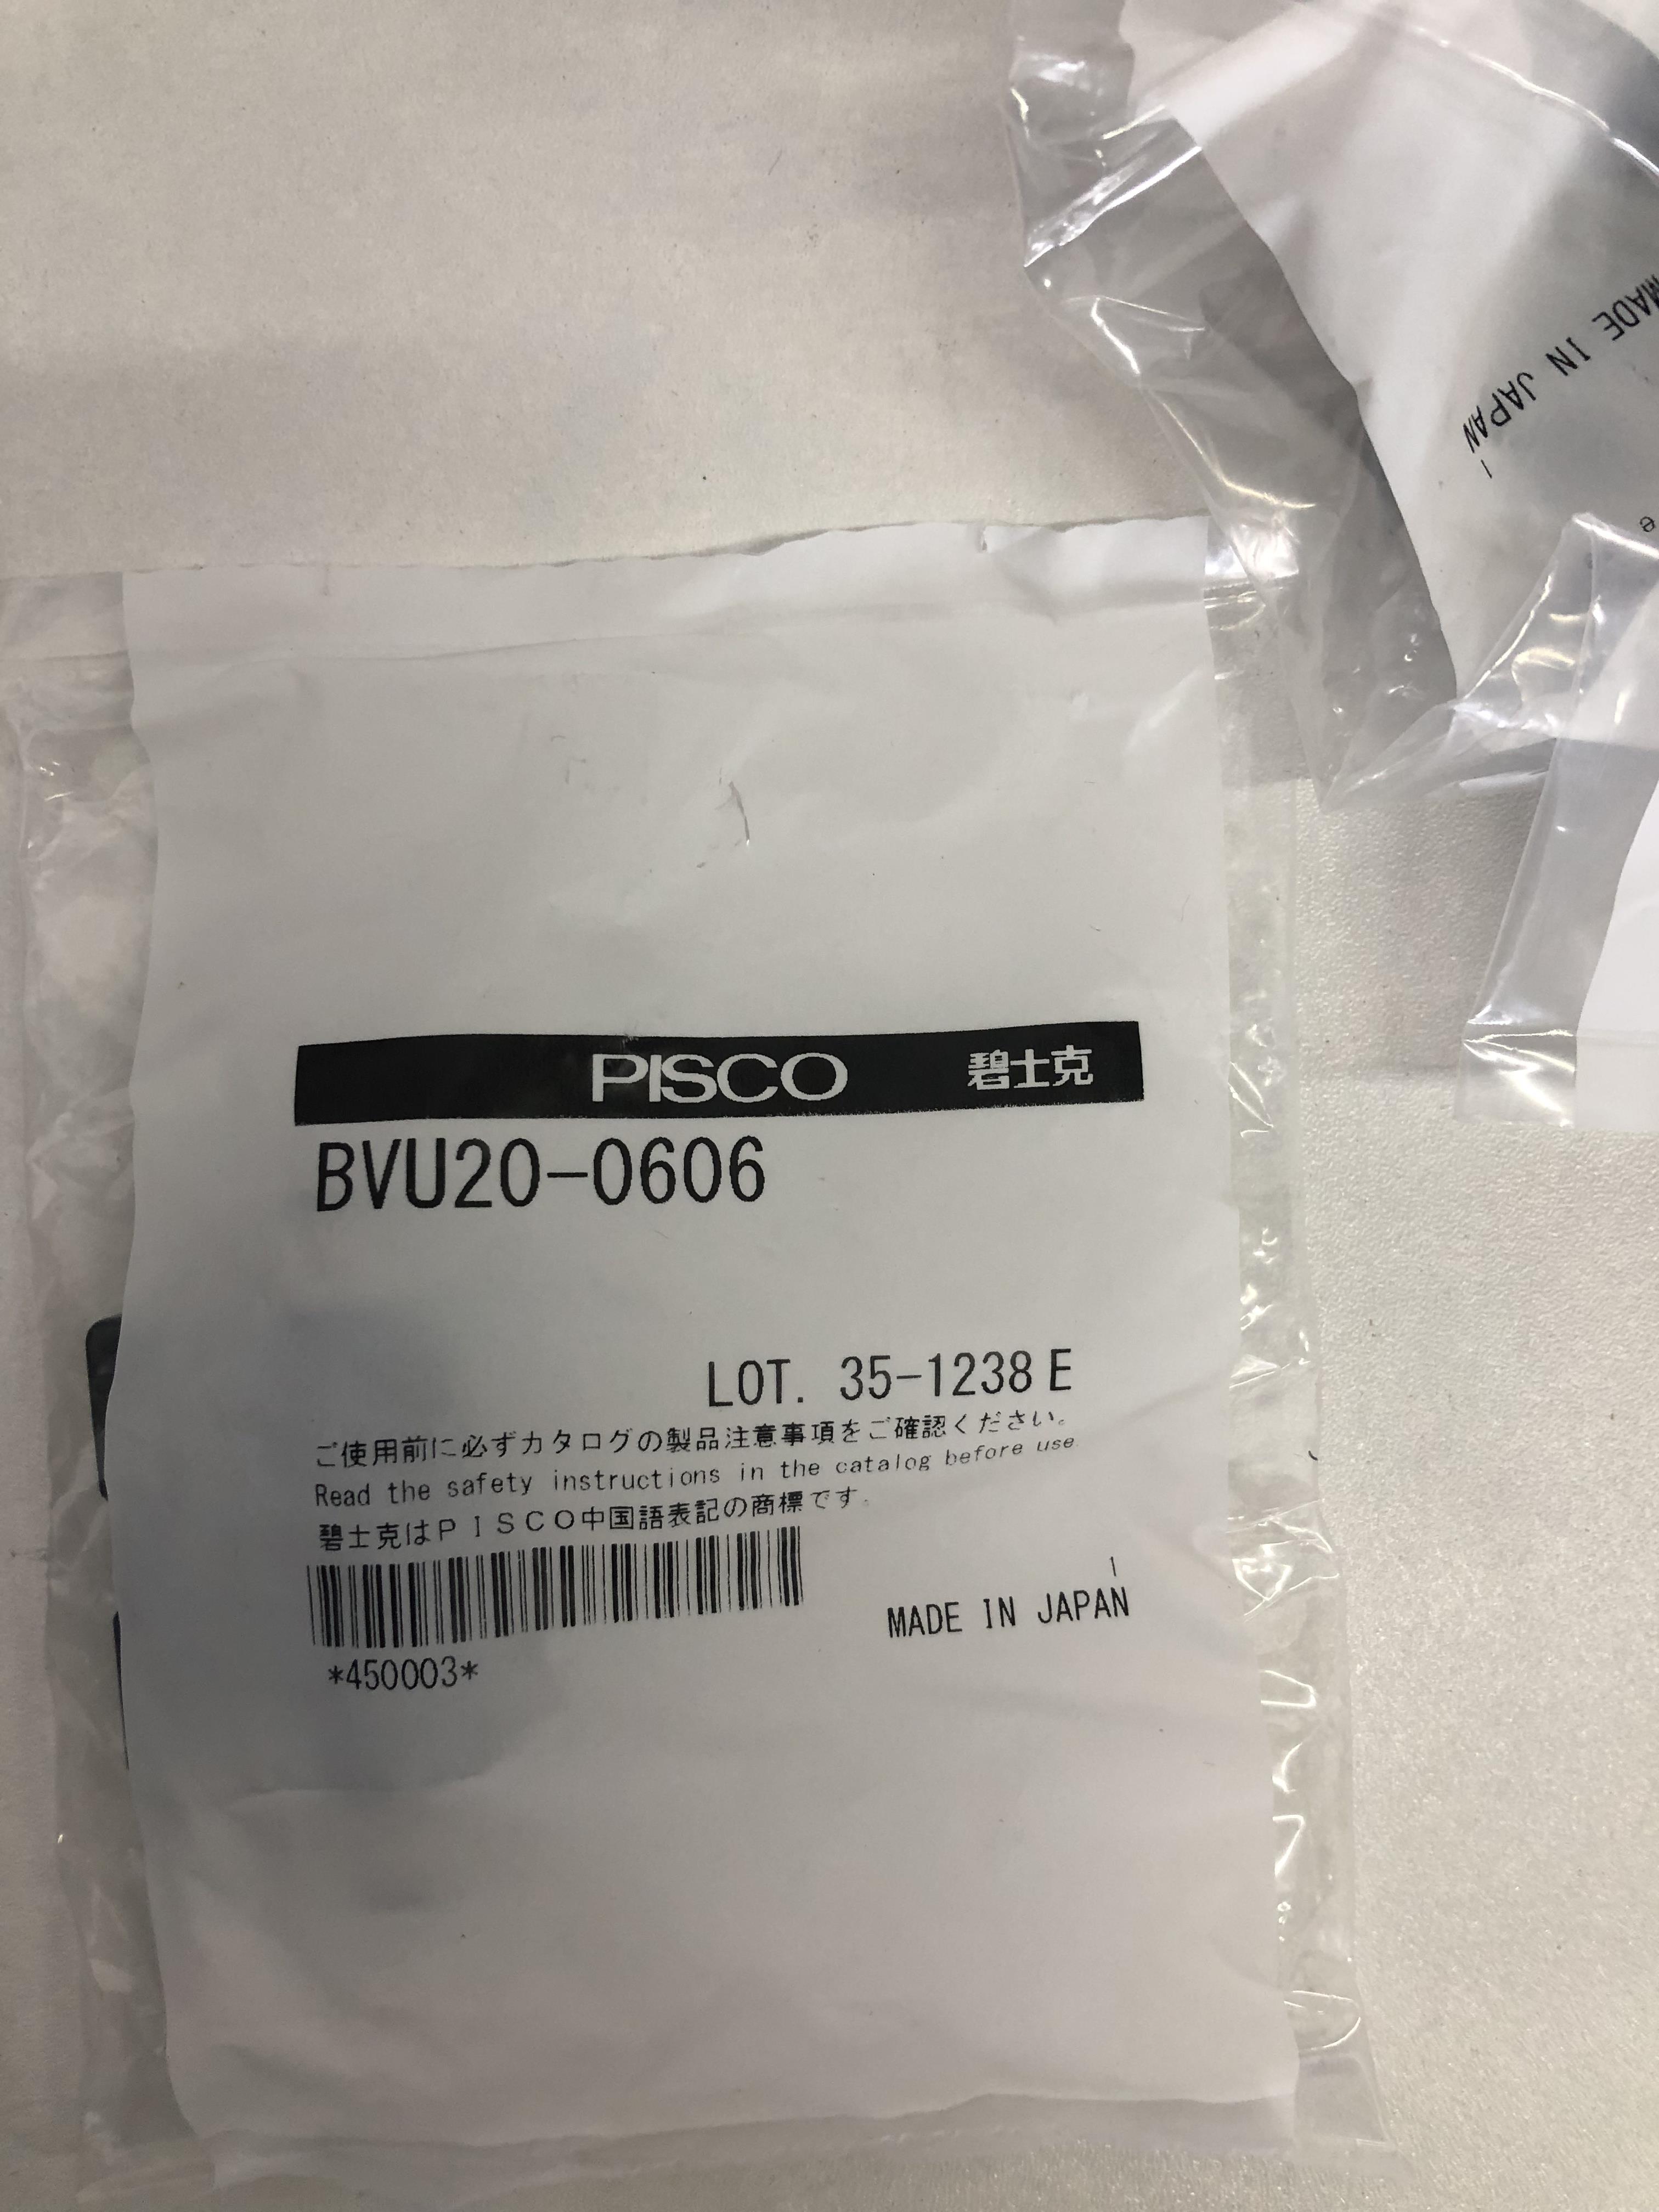 MADE IN JAPAN
1
e
PISCO 碧士克
BVU20-0606
LOT. 35-1238 E
ご使用前に必ずカタログの製品注意事項をご確認ください。
Read the safety instructions in the catalog before use.
碧士克はＰＩＳＣＯ中国語表記の商標です。
1
MADE IN JAPAN
*450003*